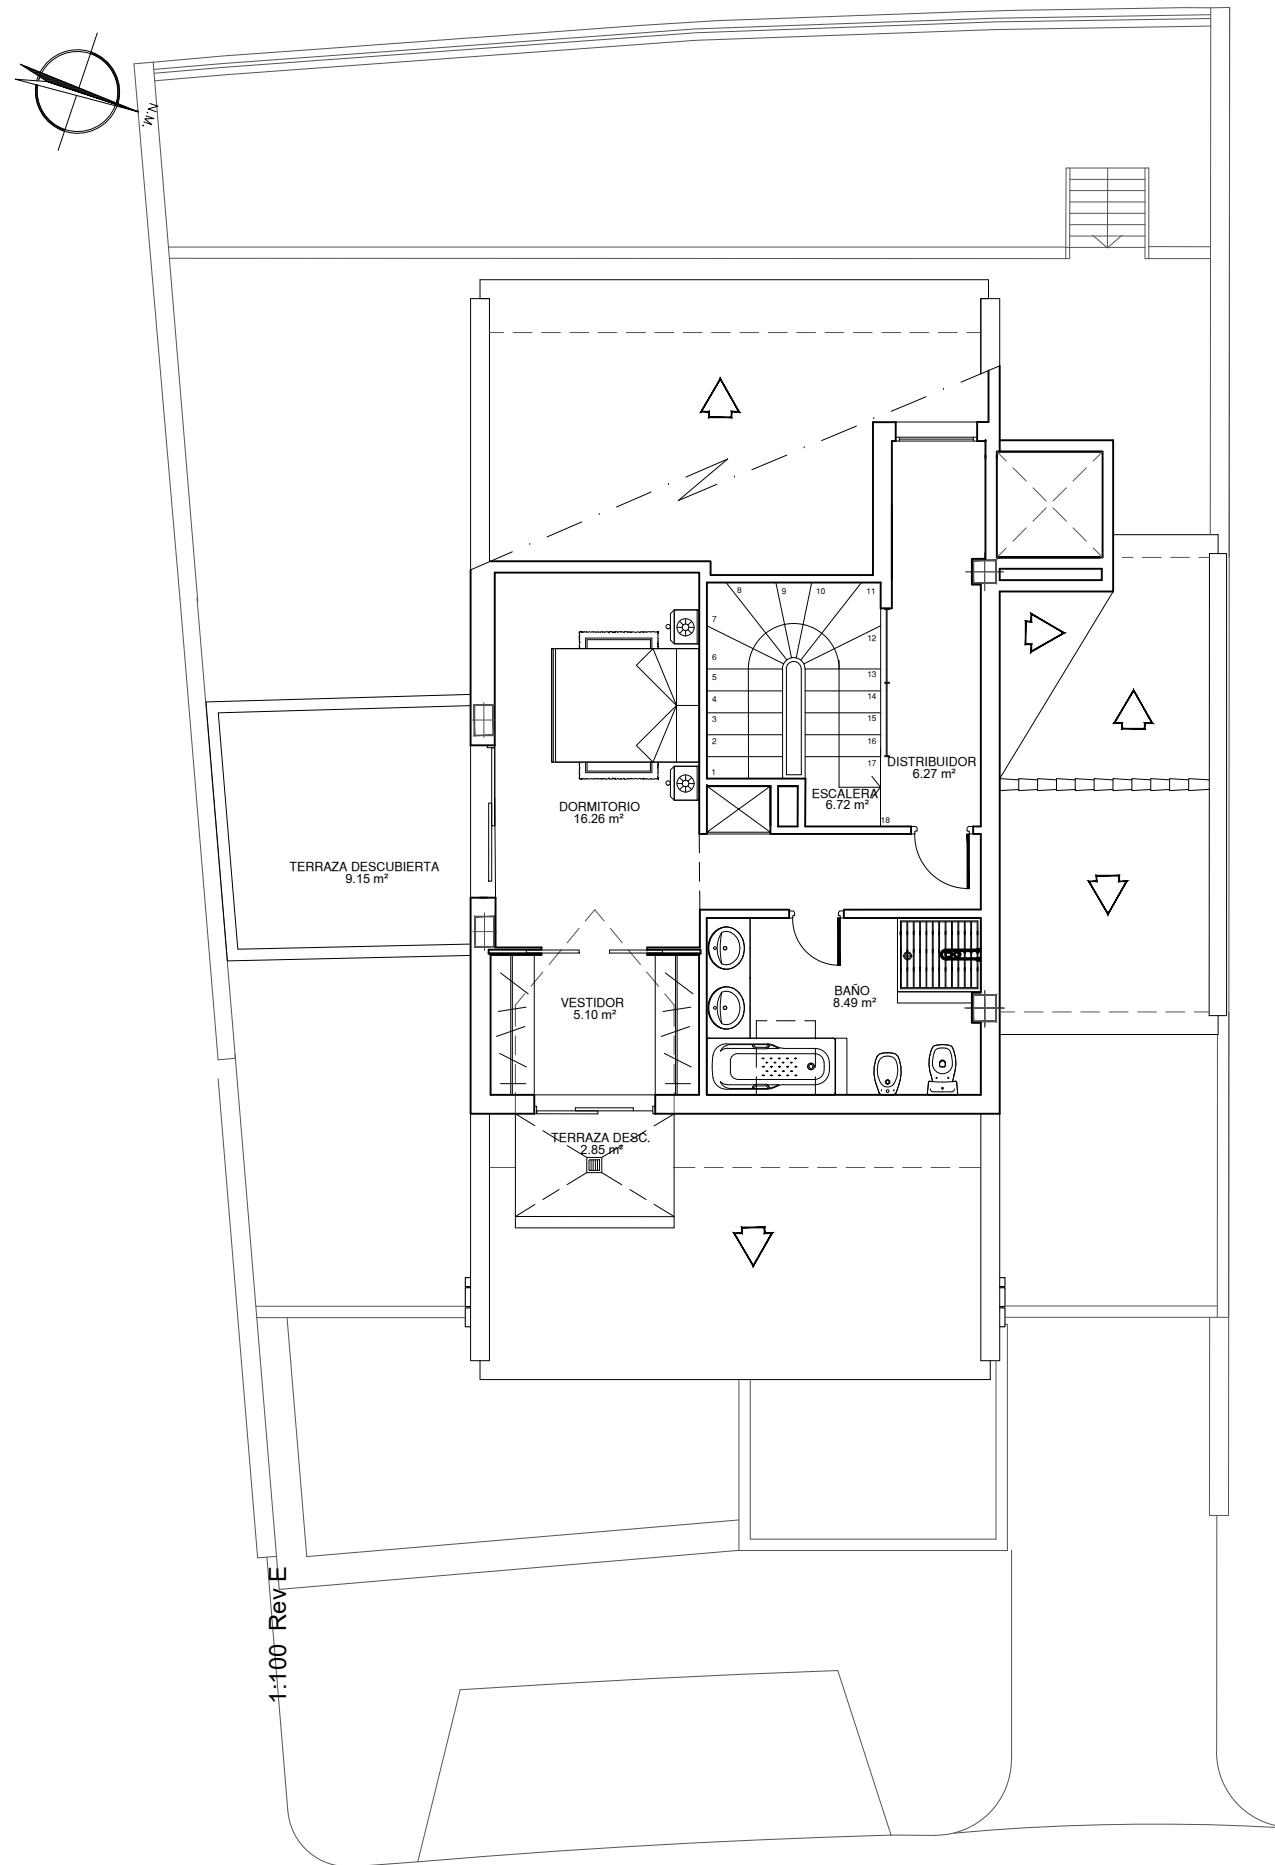 N.M.
8
9
10
11
7
12
6
13
5
14
4
15
3
16
2
17
1
18
DISTRIBUIDOR
6.27 m²
ESCALERA
6.72 m²
DORMITORIO
16.26 m²
TERRAZA DESCUBIERTA
9.15 m²
VESTIDOR
5.10 m²
BAÑO
8.49 m²
TERRAZA DESC.
2.85 m²
1:100 Rev.E